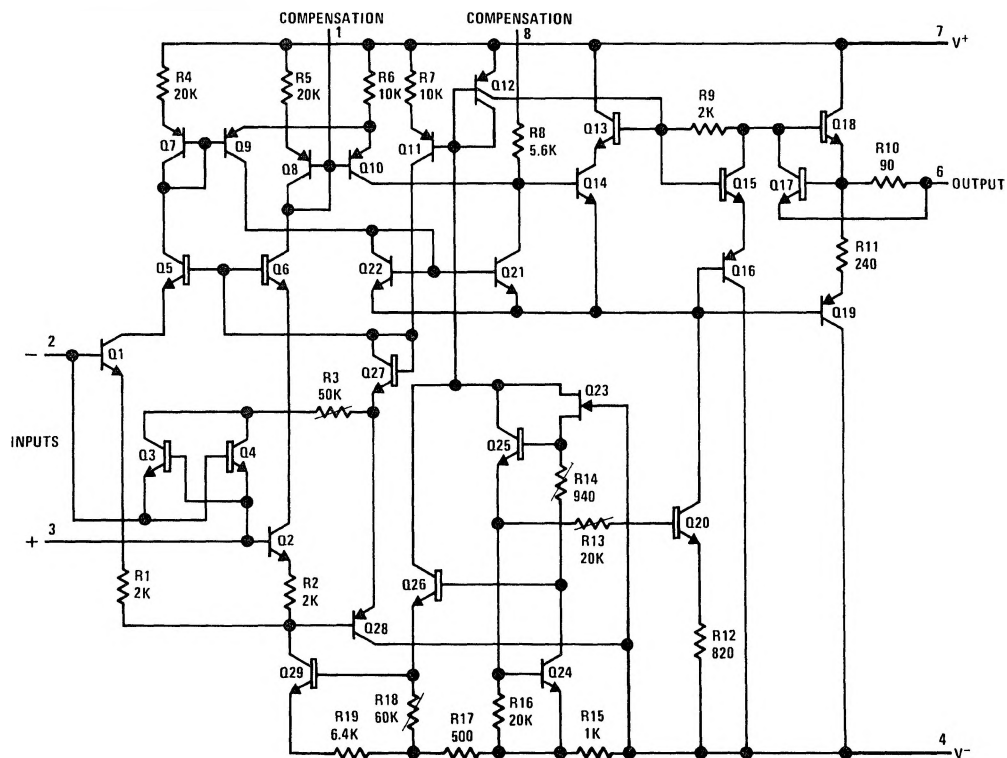 COMPENSATION
1
COMPENSATION
8
7 V+
R4
20K
R5
20K
R6
10K
R7
10K
Q12
R8
5.6K
Q13
R9
2K
Q18
R10
90
6
OUTPUT
Q7
Q9
Q8
Q10
Q11
Q14
Q15
Q17
R11
240
Q5
Q6
Q22
Q21
Q16
Q19
2
−
Q1
Q27
R3
50K
Q23
INPUTS
Q3
Q4
Q25
R14
940
Q20
R13
20K
3
+
Q2
R1
2K
R2
2K
Q26
Q28
R12
820
Q29
Q24
R18
60K
R16
20K
R19
6.4K
R17
500
R15
1K
4
V−